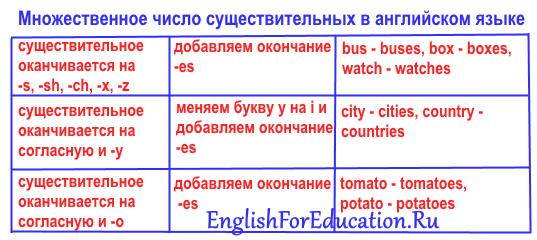 Множественное число существительных в английском языке
существительное
оканчивается на
-s, -sh, -ch, -x, -z
добавляем окончание
-es
bus - buses, box - boxes,
watch - watches
существительное
оканчивается на
согласную и -y
меняем букву y на i и
добавляем окончание
-es
city - cities, country -
countries
существительное
оканчивается на
согласную и -о
добавляем окончание
-es
tomato - tomatoes,
potato - potatoes
EnglishForEducation.Ru